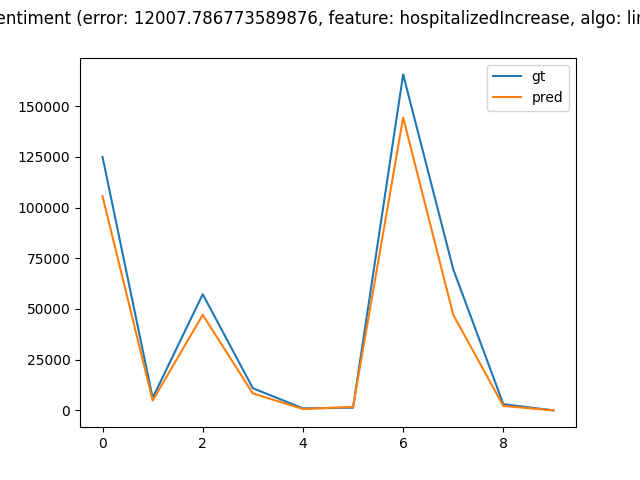 entiment (error: 12007.786773589876, feature: hospitalizedIncrease, algo: lin
gt
pred
150000
125000
100000
75000
50000
25000
0
0 2 4 6 8